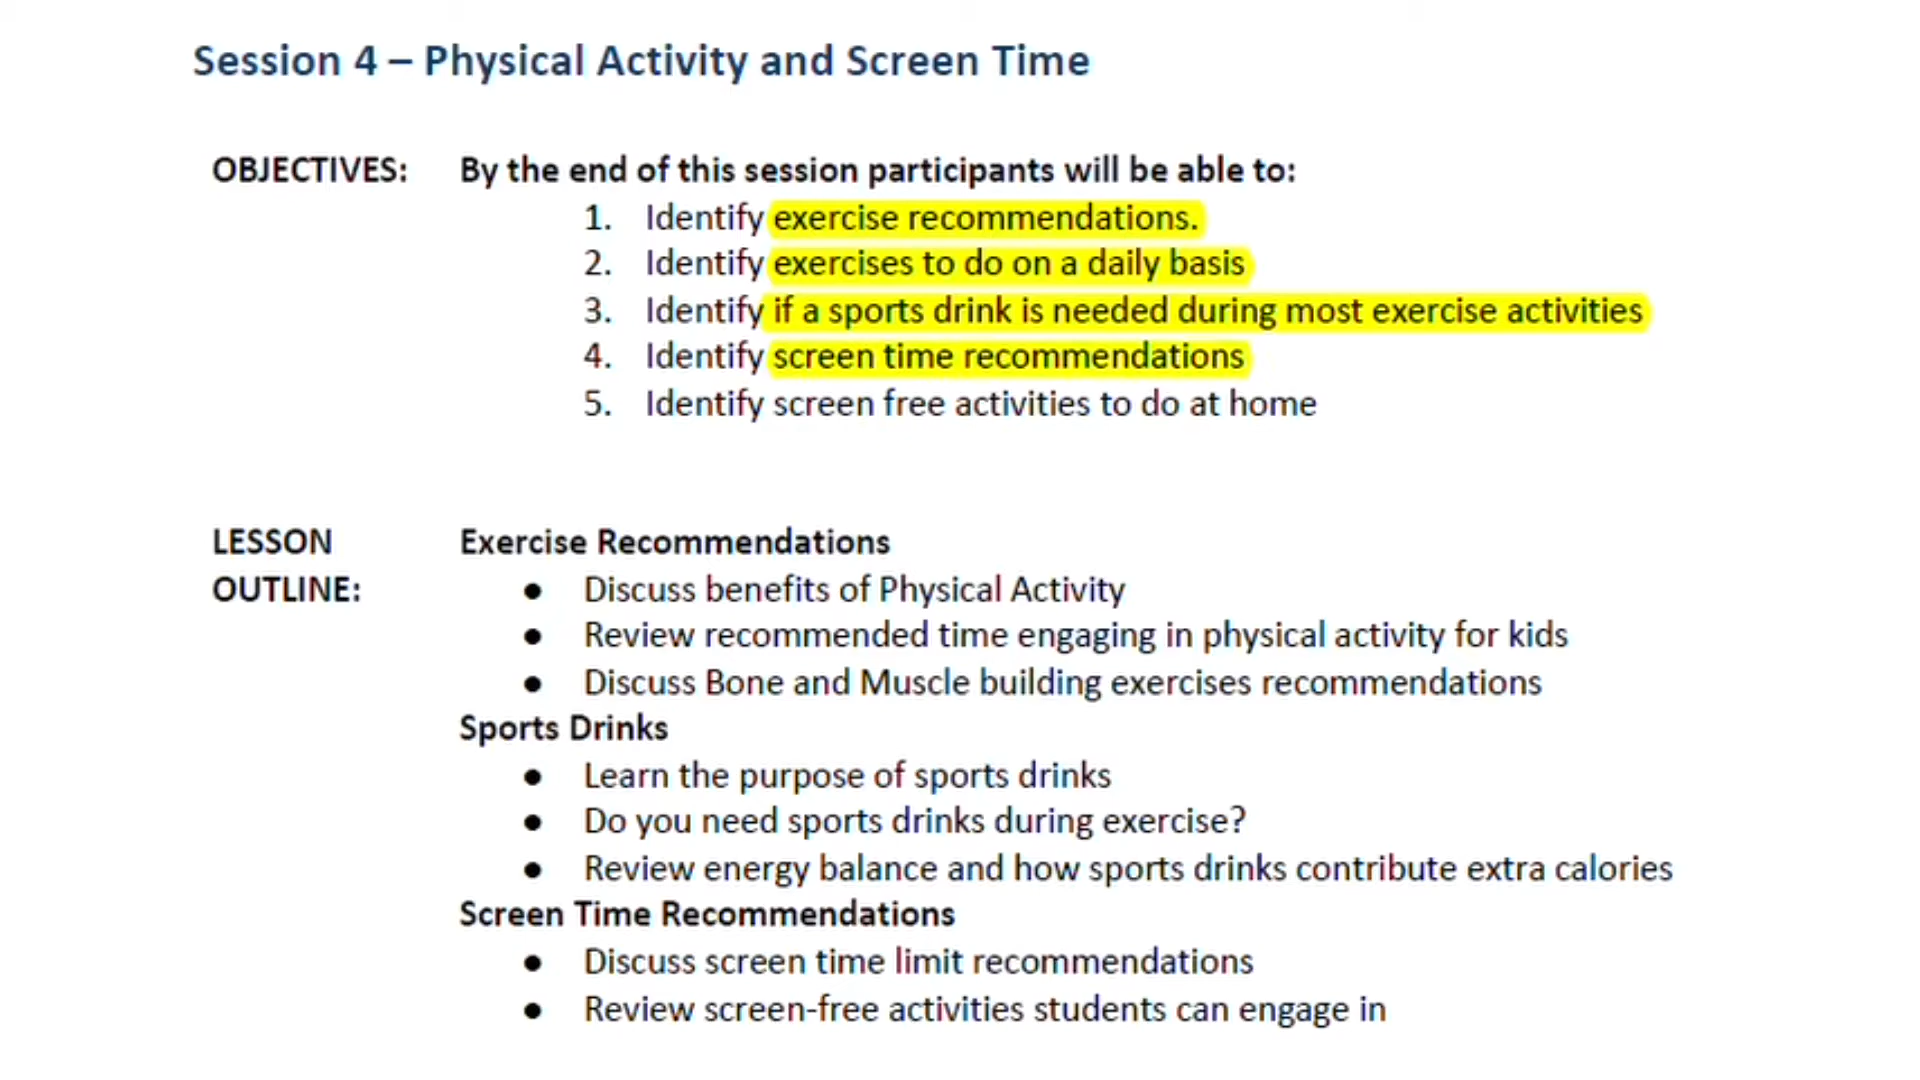 Session 4 – Physical Activity and Screen Time
OBJECTIVES: By the end of this session participants will be able to:
1. Identify exercise recommendations.
2. Identify exercises to do on a daily basis
3. Identify if a sports drink is needed during most exercise activities
4. Identify screen time recommendations
5. Identify screen free activities to do at home
LESSON Exercise Recommendations
OUTLINE: ● Discuss benefits of Physical Activity
● Review recommended time engaging in physical activity for kids
● Discuss Bone and Muscle building exercises recommendations
Sports Drinks
● Learn the purpose of sports drinks
● Do you need sports drinks during exercise?
● Review energy balance and how sports drinks contribute extra calories
Screen Time Recommendations
● Discuss screen time limit recommendations
● Review screen-free activities students can engage in